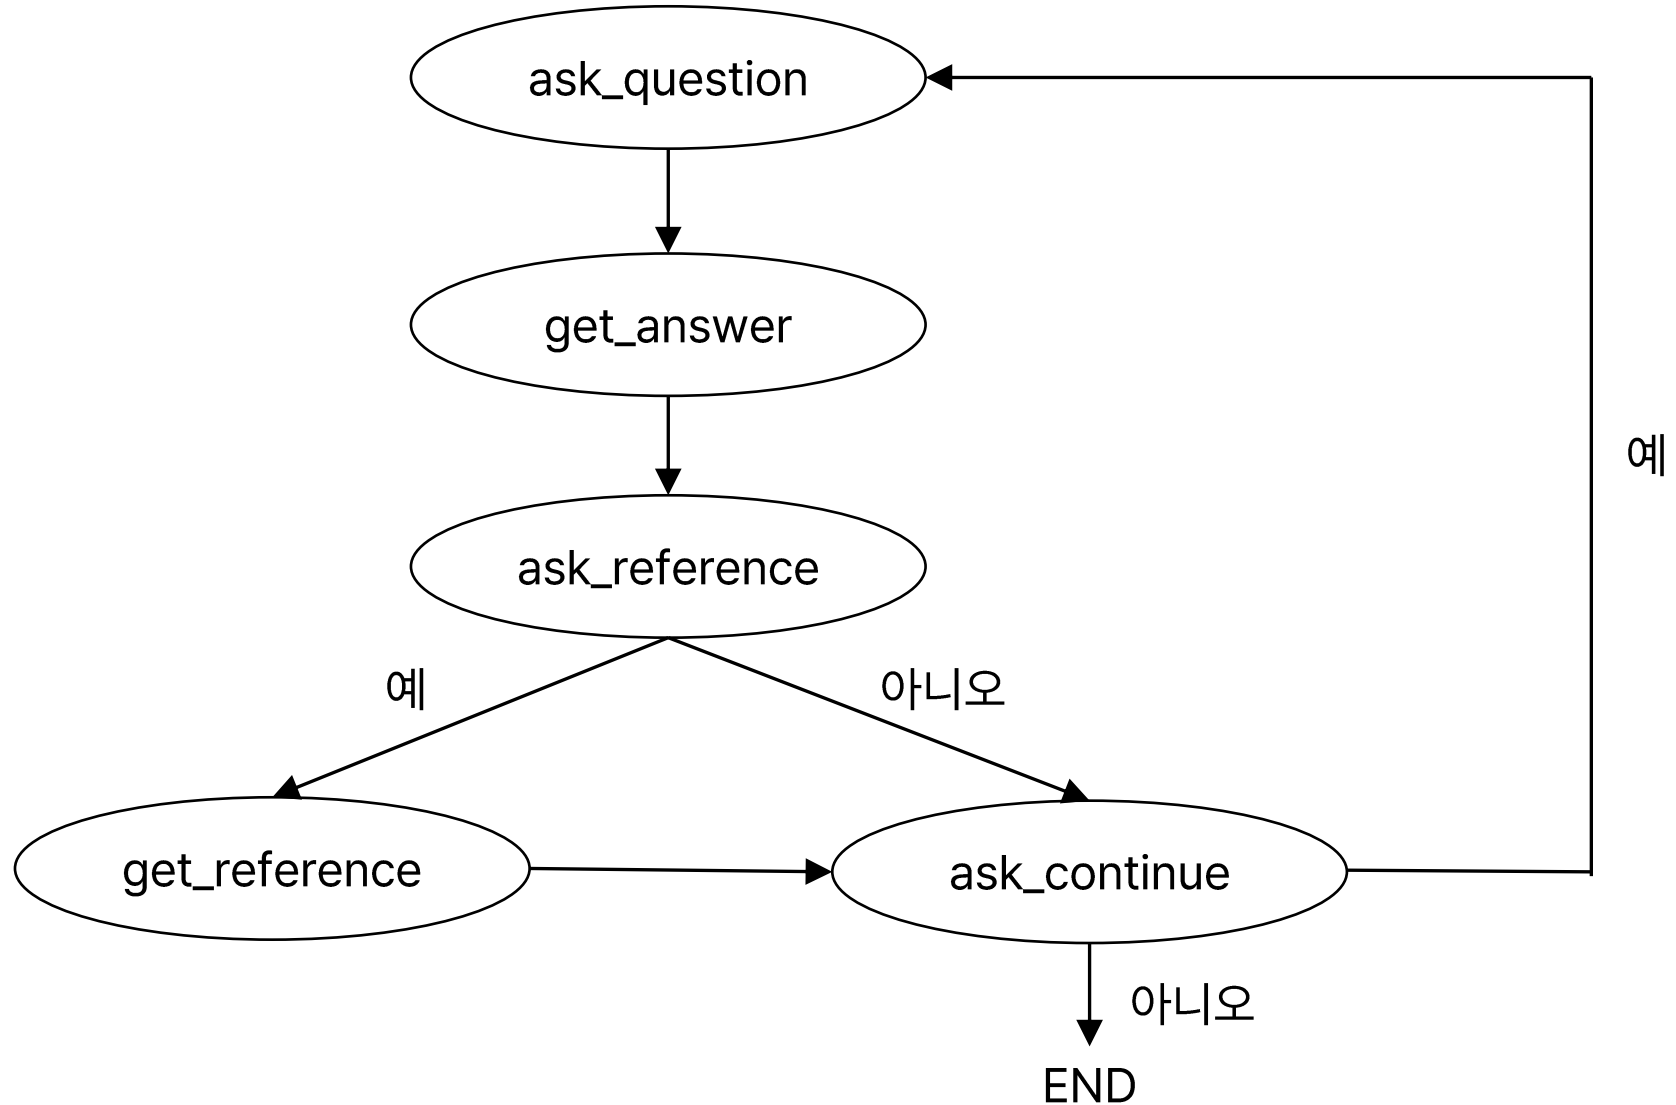 ask_question
get_answer
예
ask_reference
예
아니오
get_reference
ask_continue
아니오
END